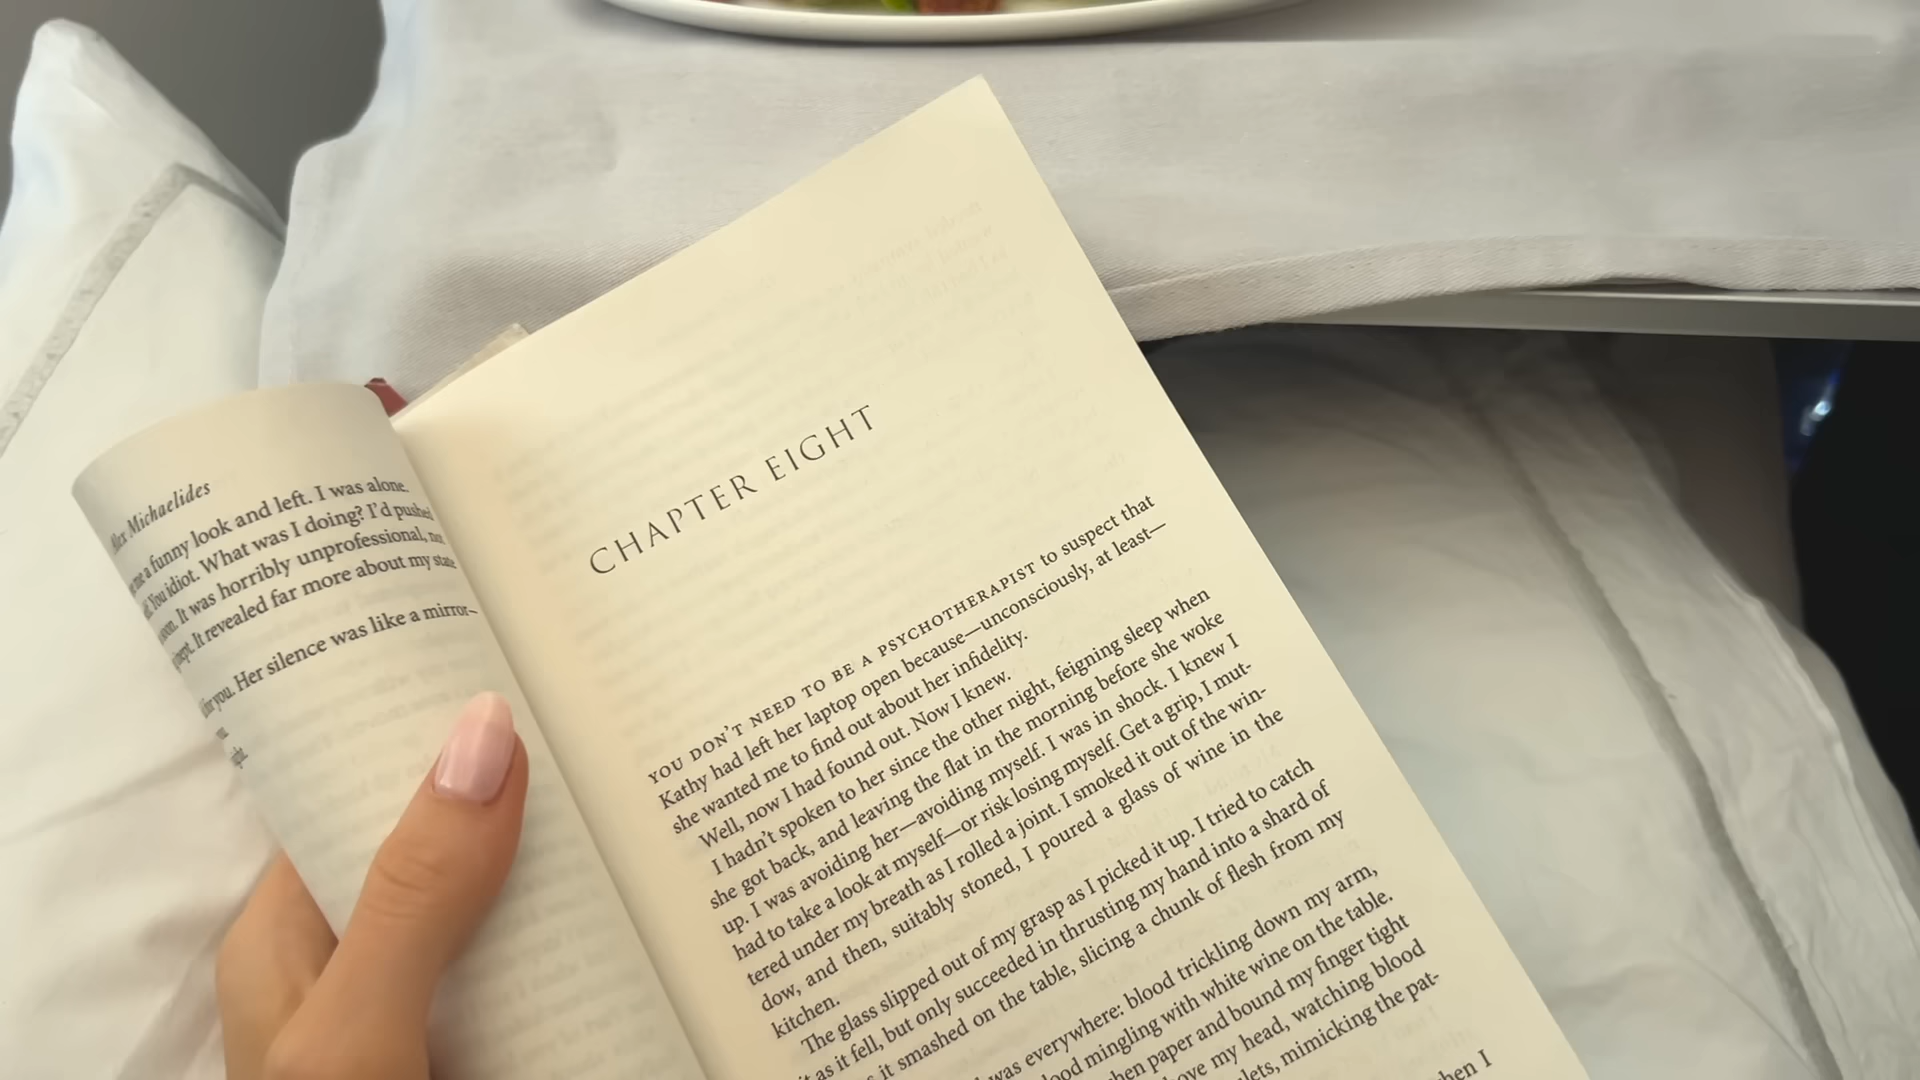 Alex Michaelides
me a funny look and left. I was alone.
You idiot. What was I doing? I'd pushed
soon. It was horribly unprofessional, not
It revealed far more about my state
for you. Her silence was like a mirror—
CHAPTER EIGHT
YOU DON'T NEED TO BE A PSYCHOTHERAPIST to suspect that
Kathy had left her laptop open because—unconsciously, at least—
she wanted me to find out about her infidelity.
Well, now I had found out. Now I knew.
I hadn't spoken to her since the other night, feigning sleep when
she got back, and leaving the flat in the morning before she woke
up. I was avoiding her—avoiding myself. I was in shock. I knew I
had to take a look at myself—or risk losing myself. Get a grip, I mut-
tered under my breath as I rolled a joint. I smoked it out of the win-
dow, and then, suitably stoned, I poured a glass of wine in the
kitchen.
The glass slipped out of my grasp as I picked it up. I tried to catch
it as it fell, but only succeeded in thrusting my hand into a shard of
it smashed on the table, slicing a chunk of flesh from my
was everywhere: blood trickling down my arm,
mingling with white wine on the table.
paper and bound my finger tight
my head, watching blood
mimicking the pat-
I